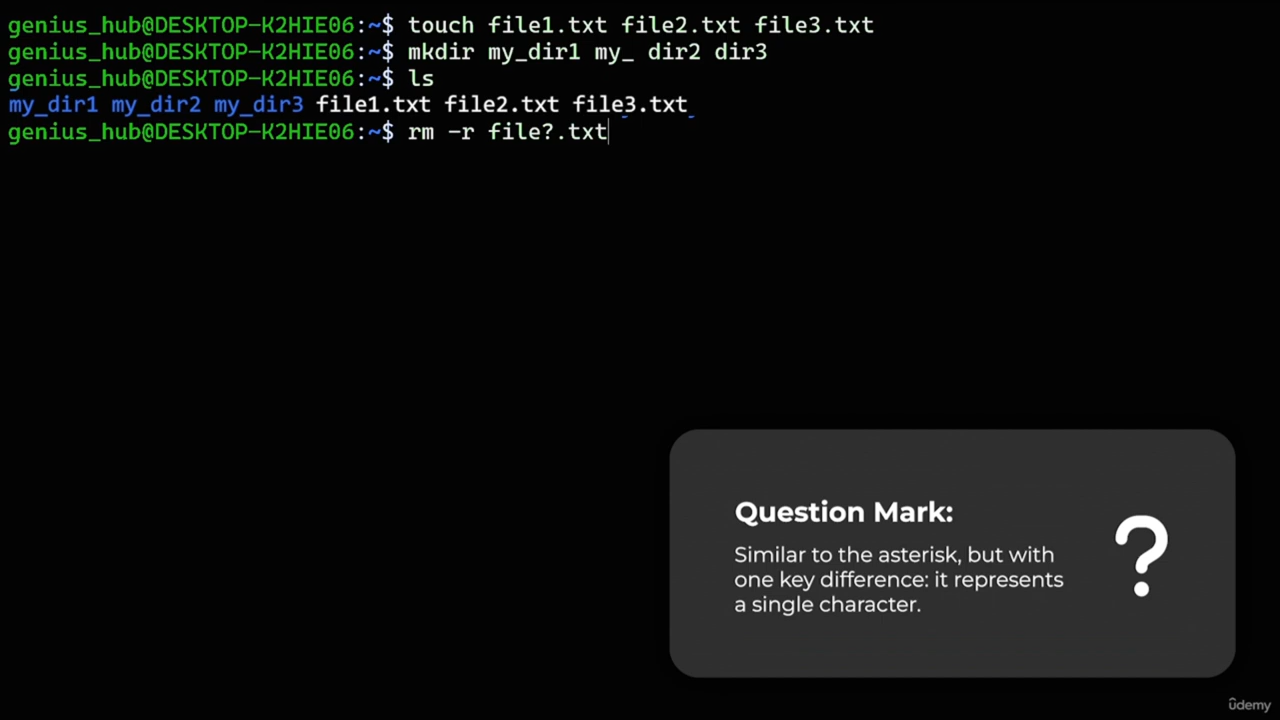 genius_hub@DESKTOP-K2HIE06:~$ touch file1.txt file2.txt file3.txt
genius_hub@DESKTOP-K2HIE06:~$ mkdir my_dir1 my_ dir2 dir3
genius_hub@DESKTOP-K2HIE06:~$ ls
my_dir1 my_dir2 my_dir3 file1.txt file2.txt file3.txt
genius_hub@DESKTOP-K2HIE06:~$ rm -r file?.txt
Question Mark:
Similar to the asterisk, but with
one key difference: it represents
a single character.
?
ûdemy